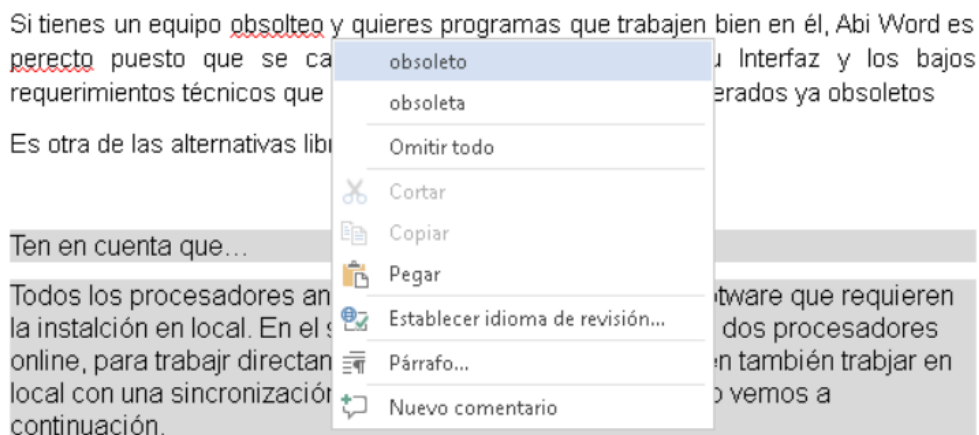 Si tienes un equipo obsolteo y quieres programas que trabajen bien en él, Abi Word es
perecto puesto que se ca Interfaz y los bajos
requerimientos técnicos que erados ya obsoletos
Es otra de las alternativas lib
obsoleto
obsoleta
Omitir todo
Cortar
Copiar
Pegar
Establecer idioma de revisión...
Párrafo...
Nuevo comentario
Ten en cuenta que…
Todos los procesadores an tware que requieren
la instalción en local. En el dos procesadores
online, para trabajr directan n también trabjar en
local con una sincronización vemos a
continuación.